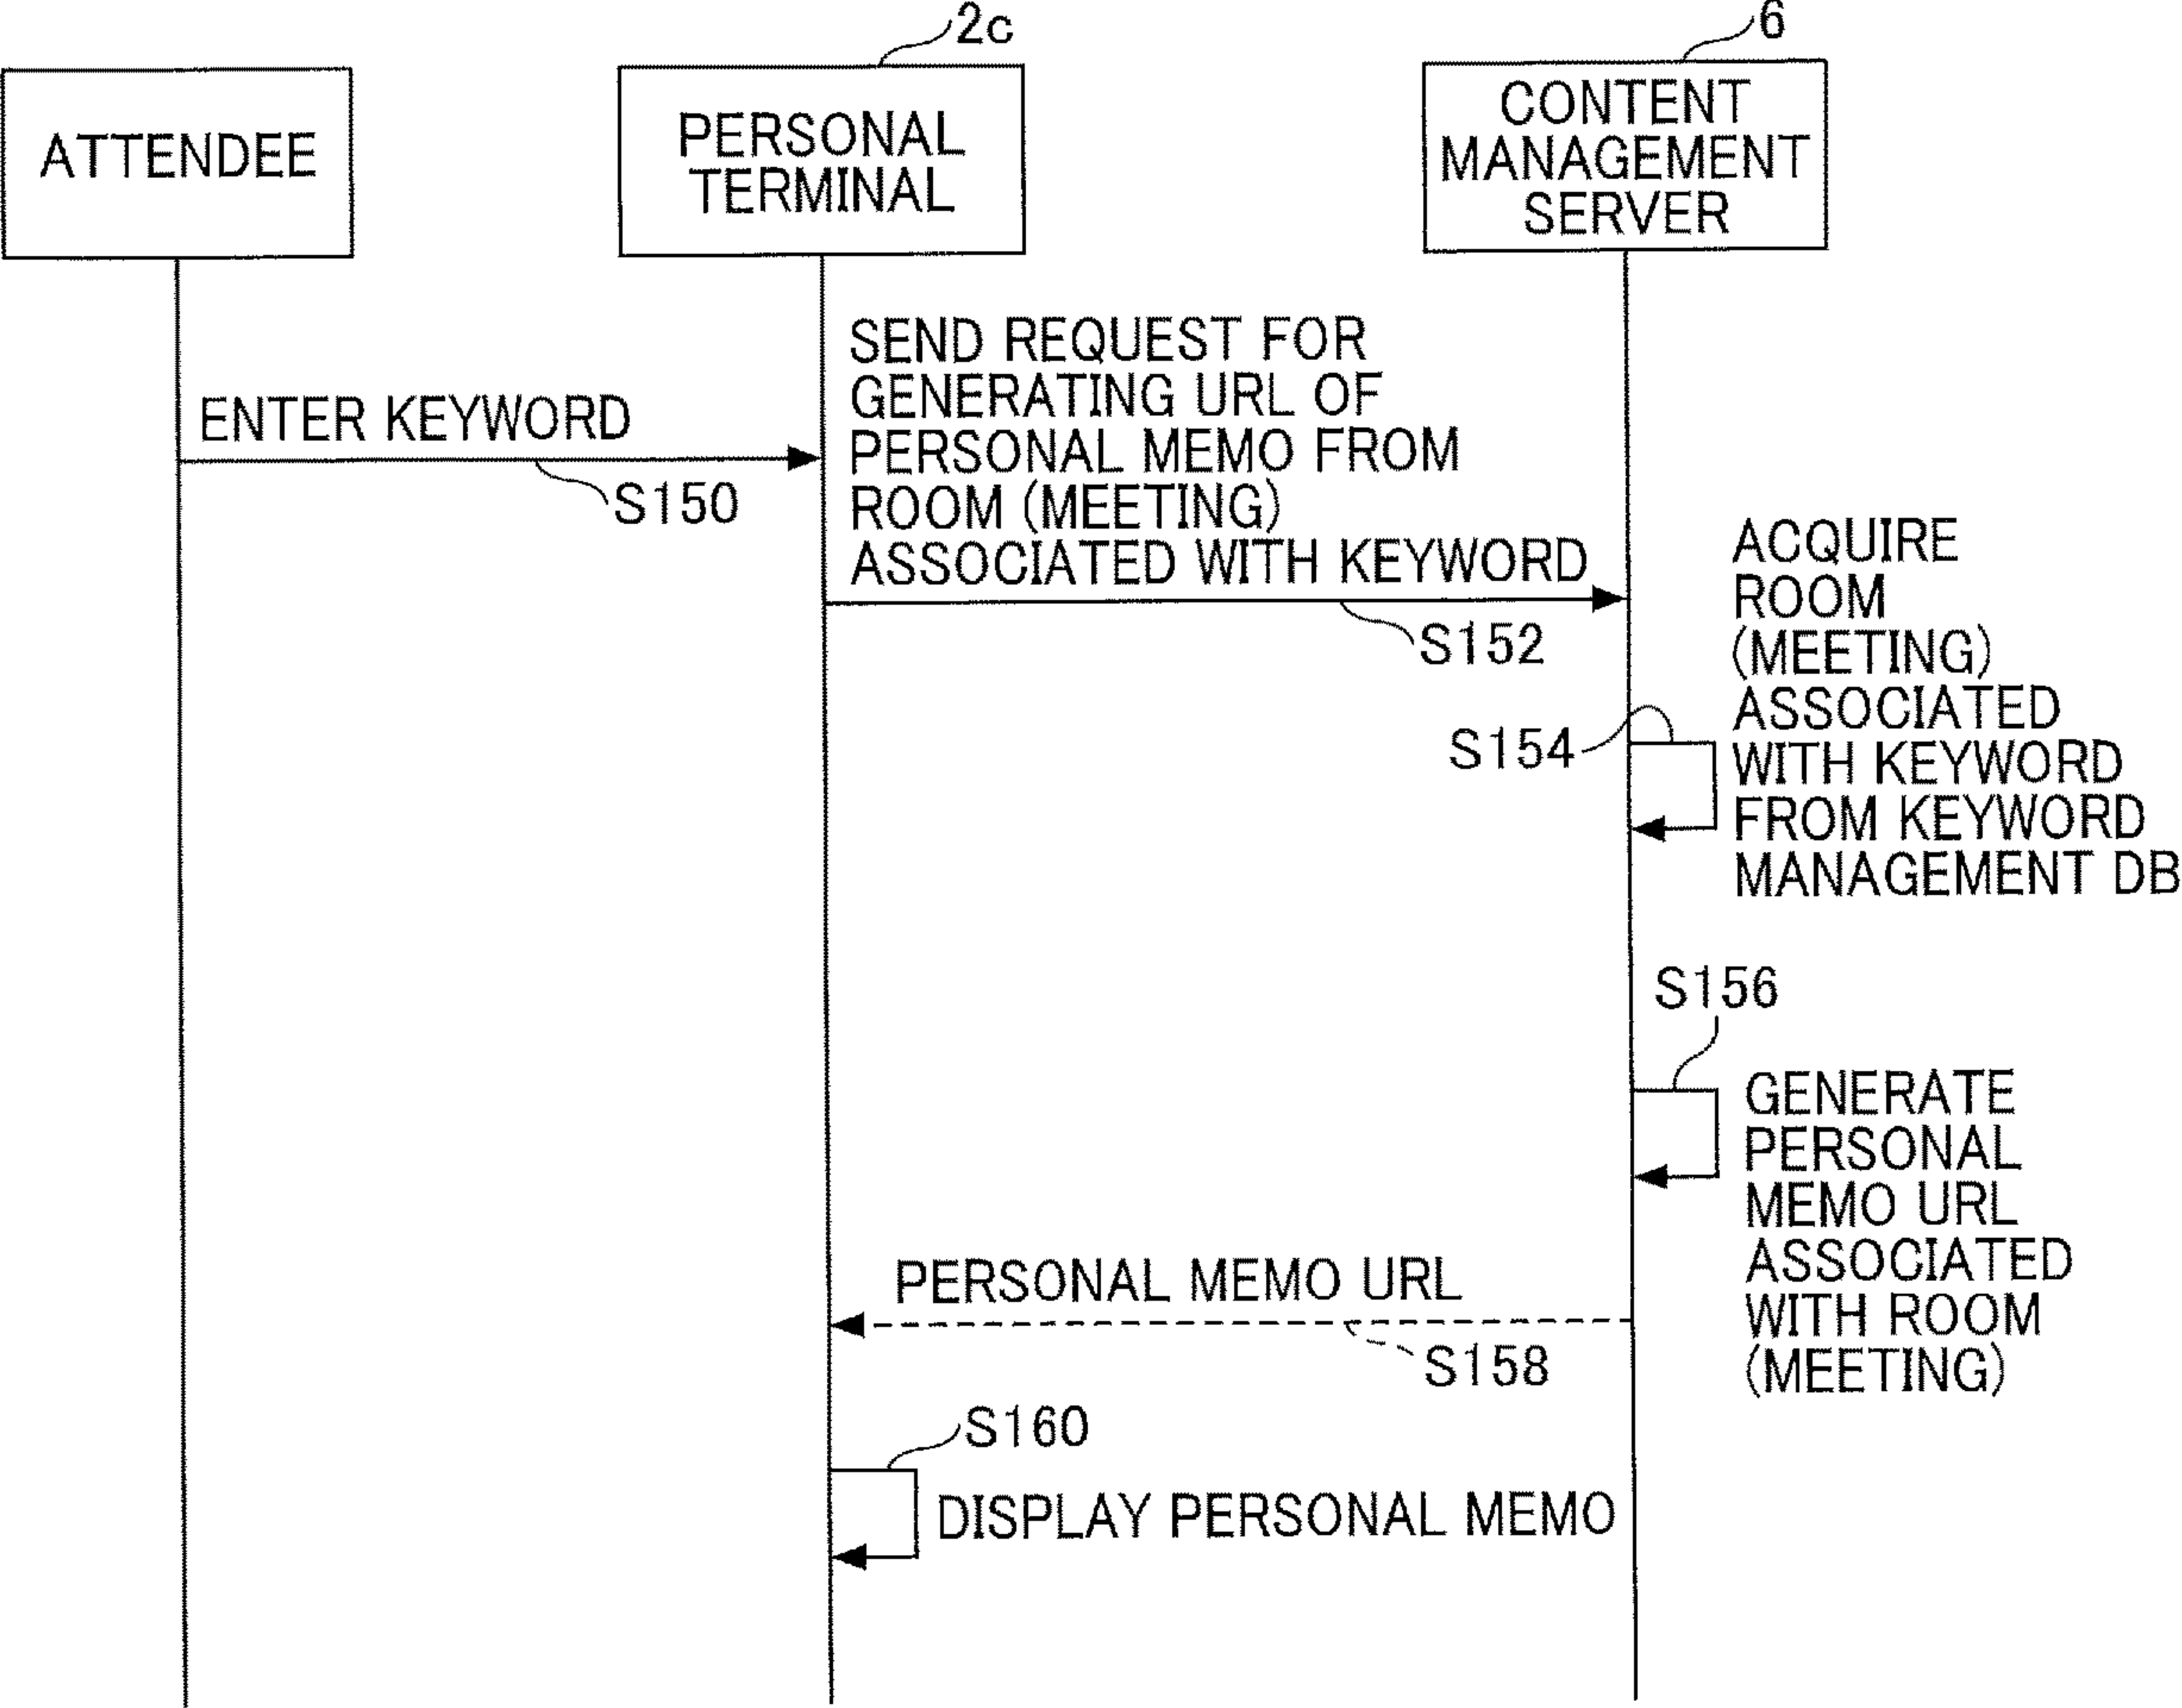 2c
6
ATTENDEE
PERSONAL
TERMINAL
CONTENT
MANAGEMENT
SERVER
ENTER KEYWORD
S150
SEND REQUEST FOR
GENERATING URL OF
PERSONAL MEMO FROM
ROOM (MEETING)
ASSOCIATED WITH KEYWORD
S152
ACQUIRE
ROOM
(MEETING)
ASSOCIATED
WITH KEYWORD
FROM KEYWORD
MANAGEMENT DB
S154
S156
GENERATE
PERSONAL
MEMO URL
ASSOCIATED
WITH ROOM
(MEETING)
PERSONAL MEMO URL
S158
S160
DISPLAY PERSONAL MEMO